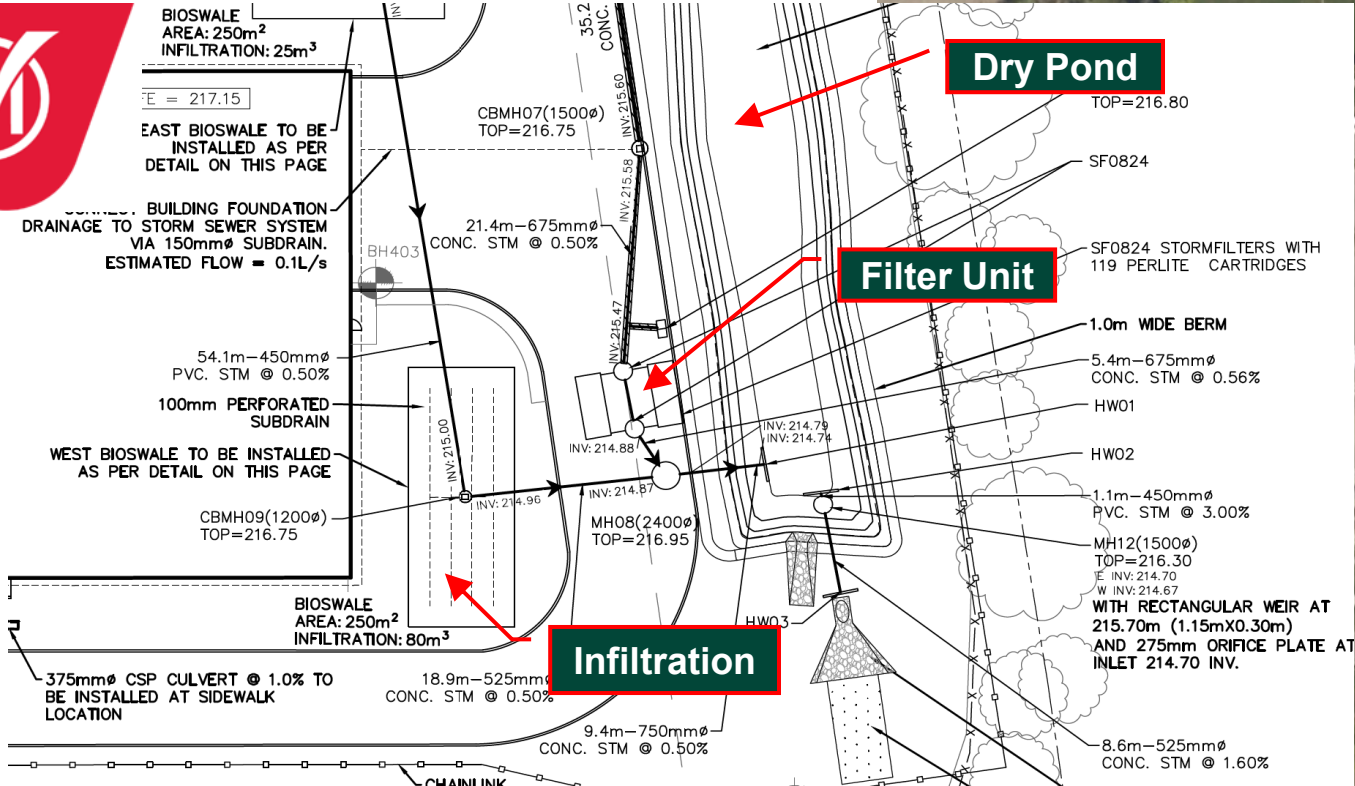 BIOSWALE
AREA: 250m²
INFILTRATION: 25m³
FE = 217.15
EAST BIOSWALE TO BE
INSTALLED AS PER
DETAIL ON THIS PAGE
BUILDING FOUNDATION
DRAINAGE TO STORM SEWER SYSTEM
VIA 150mmø SUBDRAIN.
ESTIMATED FLOW = 0.1L/s
BH403
54.1m-450mmø
PVC. STM @ 0.50%
100mm PERFORATED
SUBDRAIN
WEST BIOSWALE TO BE INSTALLED
AS PER DETAIL ON THIS PAGE
INV: 215.00
INV: 214.96
CBMH09(1200ø)
TOP=216.75
BIOSWALE
AREA: 250m²
INFILTRATION: 80m³
375mmø CSP CULVERT @ 1.0% TO
BE INSTALLED AT SIDEWALK
LOCATION
CHAINLINK
35.2
CONC.
INV: 215.60
CBMH07(1500ø)
TOP=216.75
INV: 215.58
21.4m-675mmø
CONC. STM @ 0.50%
INV: 215.47
INV: 214.88
INV: 214.87
MH08(2400ø)
TOP=216.95
INV: 214.79
INV: 214.74
18.9m-525mmø
CONC. STM @ 0.50%
9.4m-750mmø
CONC. STM @ 0.50%
HW03
Infiltration
Filter Unit
Dry Pond
TOP=216.80
SF0824
SF0824 STORMFILTERS WITH
119 PERLITE CARTRIDGES
1.0m WIDE BERM
5.4m-675mmø
CONC. STM @ 0.56%
HW01
HW02
1.1m-450mmø
PVC. STM @ 3.00%
MH12(1500ø)
TOP=216.30
E INV: 214.70
W INV: 214.67
WITH RECTANGULAR WEIR AT
215.70m (1.15mX0.30m)
AND 275mm ORIFICE PLATE AT
INLET 214.70 INV.
8.6m-525mmø
CONC. STM @ 1.60%